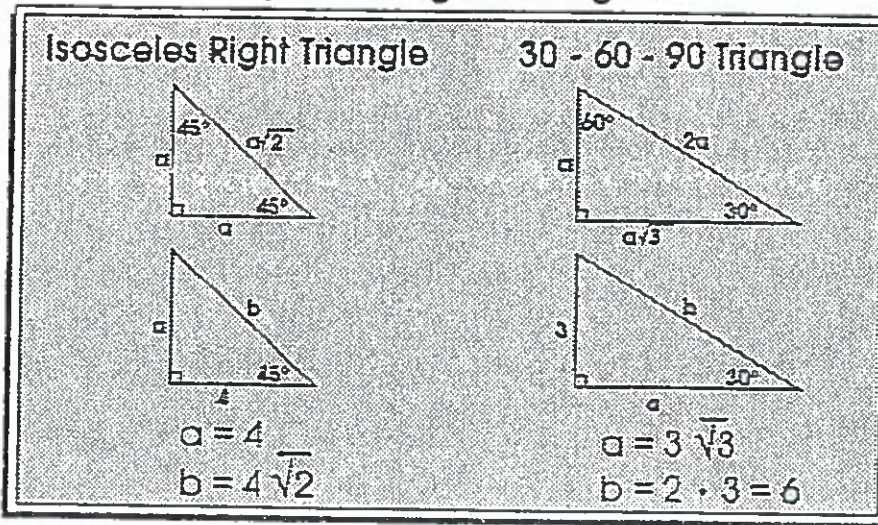 Isosceles Right Triangle
45°
a√2
a
45°
a
a
b
45°
4
a = 4
b = 4 √2
30 - 60 - 90 Triangle
60°
2a
a
30°
a√3
3
b
30°
a
a = 3 √3
b = 2 · 3 = 6